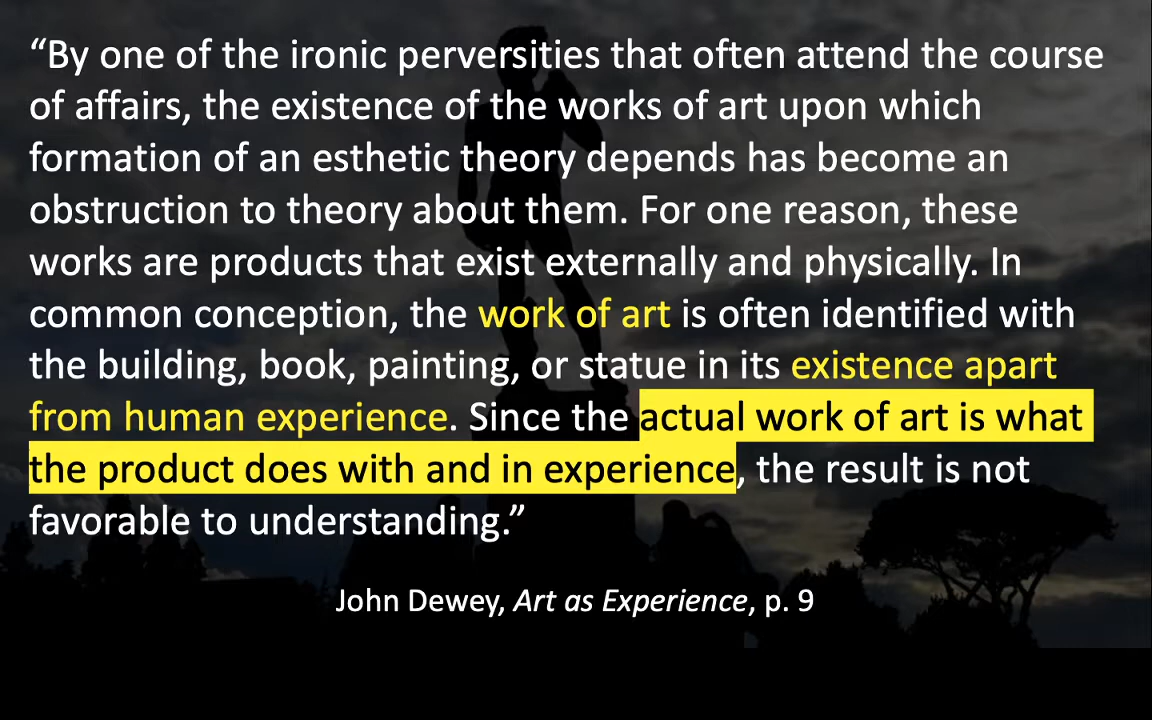 “By one of the ironic perversities that often attend the course
of affairs, the existence of the works of art upon which
formation of an esthetic theory depends has become an
obstruction to theory about them. For one reason, these
works are products that exist externally and physically. In
common conception, the work of art is often identified with
the building, book, painting, or statue in its existence apart
from human experience. Since the actual work of art is what
the product does with and in experience, the result is not
favorable to understanding.”
John Dewey, Art as Experience, p. 9